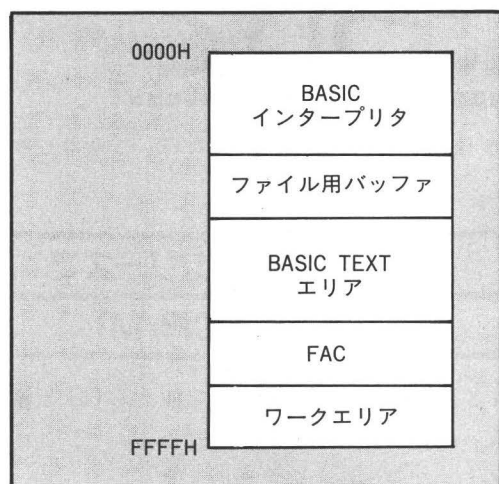 0000H
BASIC
インタープリタ
ファイル用バッファ
BASIC TEXT
エリア
FAC
ワークエリア
FFFFH